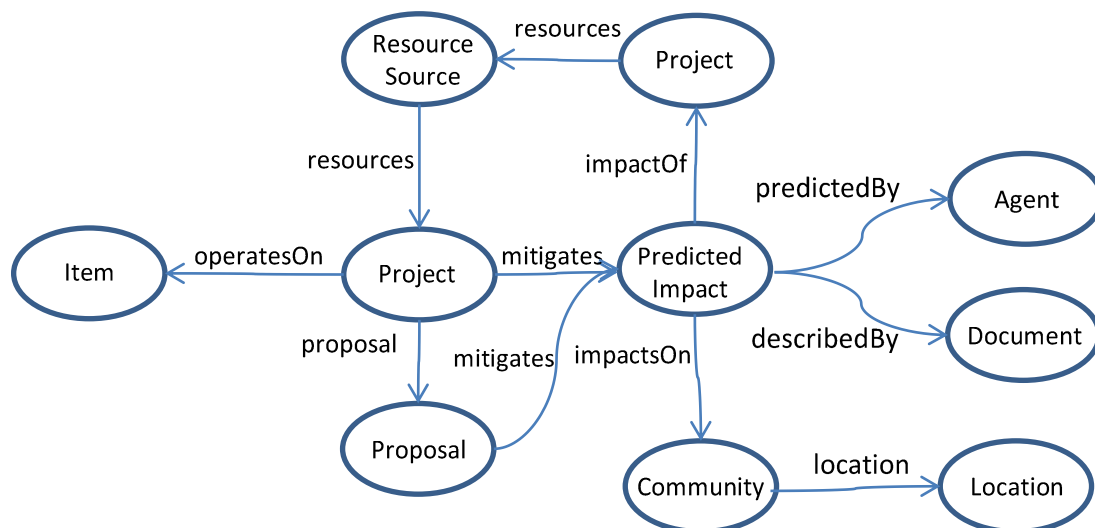 resources
Resource
Source
Project
resources
impactOf
predictedBy
Agent
operatesOn
mitigates
Item
Project
Predicted
Impact
proposal
mitigates
impactsOn
describedBy
Document
Proposal
location
Community
Location